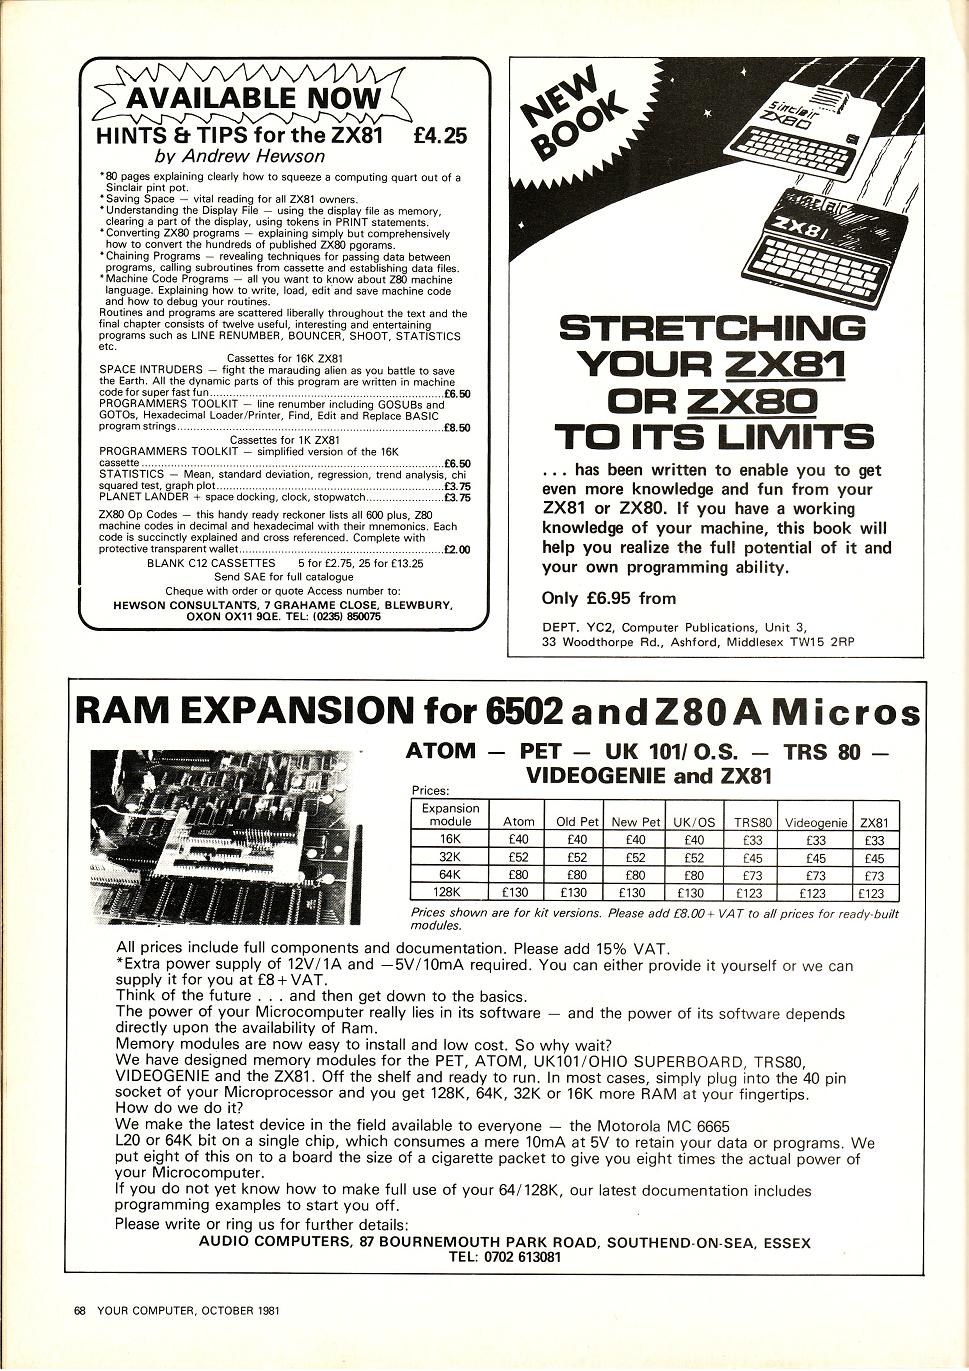 AVAILABLE NOW
HINTS & TIPS for the ZX81 £4.25
by Andrew Hewson
*80 pages explaining clearly how to squeeze a computing quart out of a
Sinclair pint pot.
*Saving Space — vital reading for all ZX81 owners.
*Understanding the Display File — using the display file as memory,
clearing a part of the display, using tokens in PRINT statements.
*Converting ZX80 programs — explaining simply but comprehensively
how to convert the hundreds of published ZX80 pgorams.
*Chaining Programs — revealing techniques for passing data between
programs, calling subroutines from cassette and establishing data files.
*Machine Code Programs — all you want to know about Z80 machine
language. Explaining how to write, load, edit and save machine code
and how to debug your routines.
Routines and programs are scattered liberally throughout the text and the
final chapter consists of twelve useful, interesting and entertaining
programs such as LINE RENUMBER, BOUNCER, SHOOT, STATISTICS
etc.
Cassettes for 16K ZX81
SPACE INTRUDERS — fight the marauding alien as you battle to save
the Earth. All the dynamic parts of this program are written in machine
code for super fast fun....................£6.50
PROGRAMMERS TOOLKIT — line renumber including GOSUBs and
GOTOs, Hexadecimal Loader/Printer, Find, Edit and Replace BASIC
program strings....................£8.50
Cassettes for 1K ZX81
PROGRAMMERS TOOLKIT — simplified version of the 16K
cassette....................£6.50
STATISTICS — Mean, standard deviation, regression, trend analysis, chi
squared test, graph plot....................£3.75
PLANET LANDER + space docking, clock, stopwatch....................£3.75
ZX80 Op Codes — this handy ready reckoner lists all 600 plus, Z80
machine codes in decimal and hexadecimal with their mnemonics. Each
code is succinctly explained and cross referenced. Complete with
protective transparent wallet....................£2.00
BLANK C12 CASSETTES 5 for £2.75, 25 for £13.25
Send SAE for full catalogue
Cheque with order or quote Access number to:
HEWSON CONSULTANTS, 7 GRAHAME CLOSE, BLEWBURY,
OXON OX11 9QE. TEL: (0235) 850075
NEW
BOOK
Sinclair
ZX80
sinclair
ZX81
STRETCHING
YOUR ZX81
OR ZX80
TO ITS LIMITS
. . . has been written to enable you to get
even more knowledge and fun from your
ZX81 or ZX80. If you have a working
knowledge of your machine, this book will
help you realize the full potential of it and
your own programming ability.
Only £6.95 from
DEPT. YC2, Computer Publications, Unit 3,
33 Woodthorpe Rd., Ashford, Middlesex TW15 2RP
RAM EXPANSION for 6502 and Z80A Micros
ATOM — PET — UK 101/O.S. — TRS 80 —
VIDEOGENIE and ZX81
Prices:
Expansion
module Atom Old Pet New Pet UK/OS TRS80 Videogenie ZX81
16K £40 £40 £40 £40 £33 £33 £33
32K £52 £52 £52 £52 £45 £45 £45
64K £80 £80 £80 £80 £73 £73 £73
128K £130 £130 £130 £130 £123 £123 £123
Prices shown are for kit versions. Please add £8.00 + VAT to all prices for ready-built
modules.
All prices include full components and documentation. Please add 15% VAT.
*Extra power supply of 12V/1A and —5V/10mA required. You can either provide it yourself or we can
supply it for you at £8+VAT.
Think of the future . . . and then get down to the basics.
The power of your Microcomputer really lies in its software — and the power of its software depends
directly upon the availability of Ram.
Memory modules are now easy to install and low cost. So why wait?
We have designed memory modules for the PET, ATOM, UK101/OHIO SUPERBOARD, TRS80,
VIDEOGENIE and the ZX81. Off the shelf and ready to run. In most cases, simply plug into the 40 pin
socket of your Microprocessor and you get 128K, 64K, 32K or 16K more RAM at your fingertips.
How do we do it?
We make the latest device in the field available to everyone — the Motorola MC 6665
L20 or 64K bit on a single chip, which consumes a mere 10mA at 5V to retain your data or programs. We
put eight of this on to a board the size of a cigarette packet to give you eight times the actual power of
your Microcomputer.
If you do not yet know how to make full use of your 64/128K, our latest documentation includes
programming examples to start you off.
Please write or ring us for further details:
AUDIO COMPUTERS, 87 BOURNEMOUTH PARK ROAD, SOUTHEND-ON-SEA, ESSEX
TEL: 0702 613081
68 YOUR COMPUTER, OCTOBER 1981